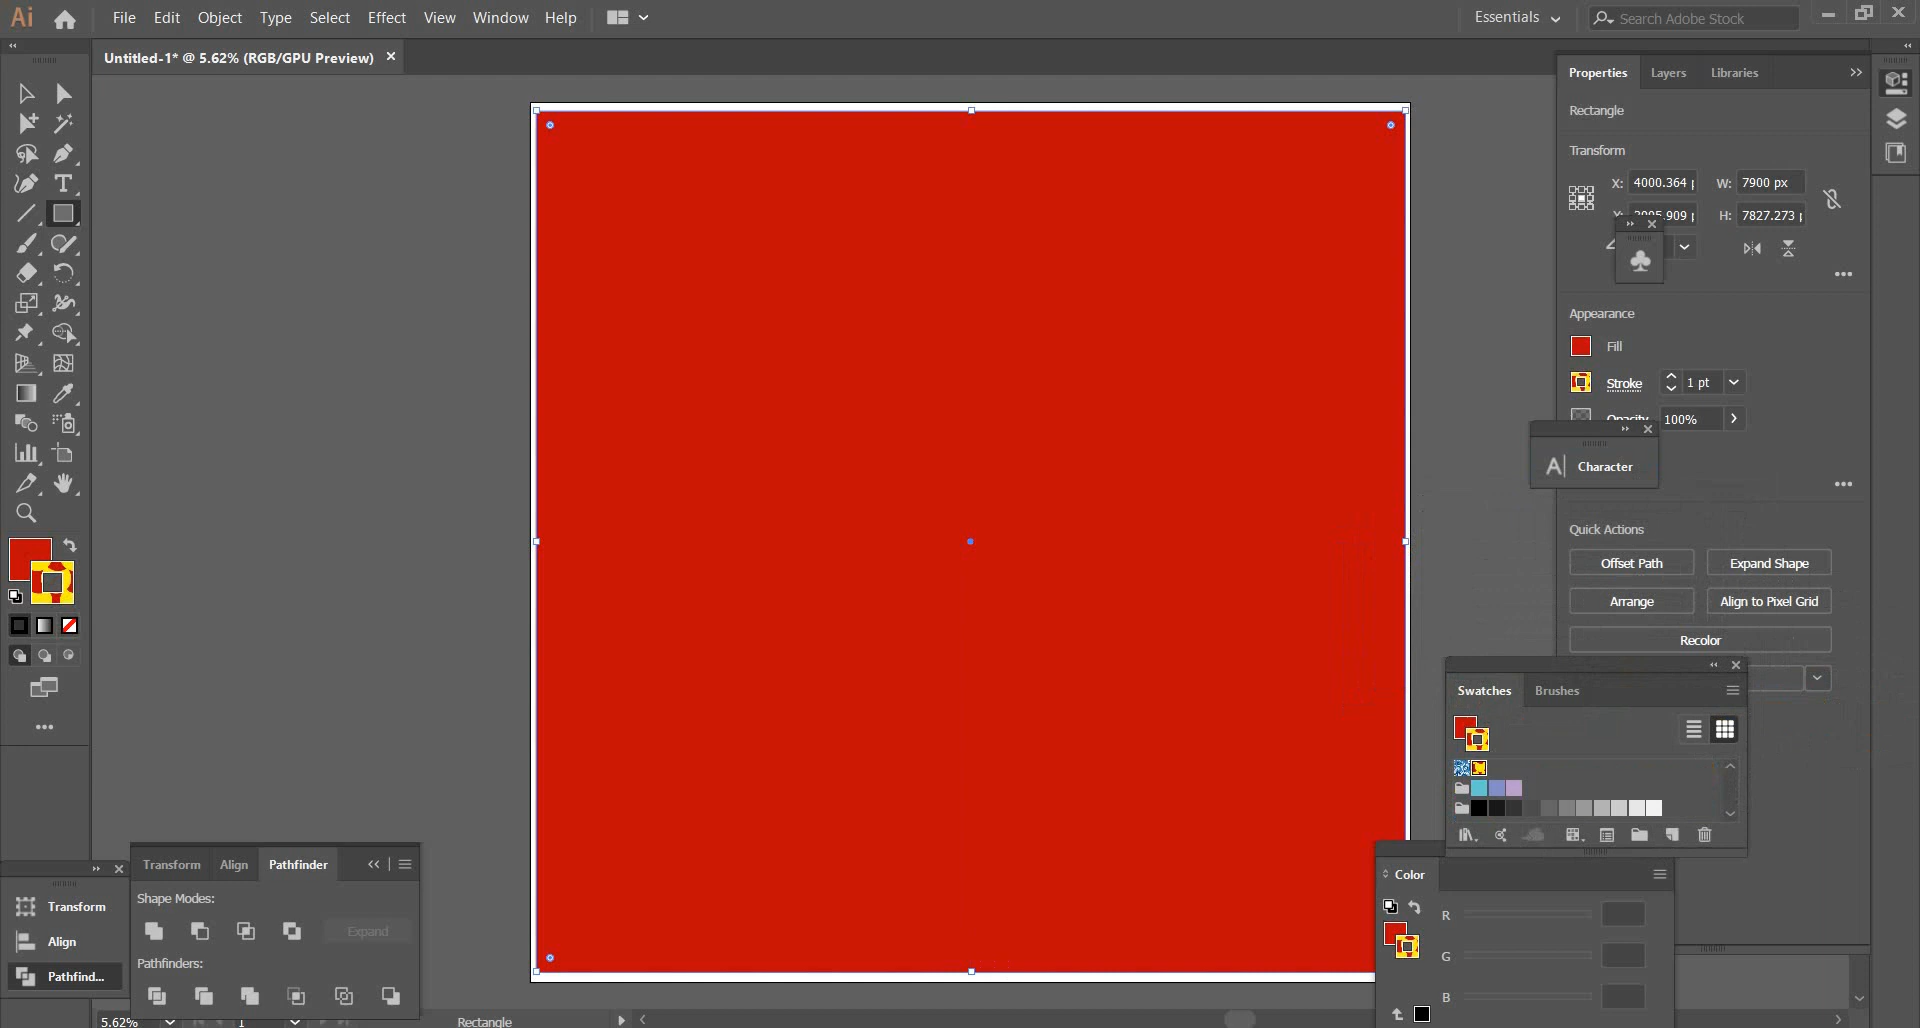 Ai File Edit Object Type Select Effect View Window Help Essentials Search Adobe Stock
Untitled-1* @ 5.62% (RGB/GPU Preview)
Properties Layers Libraries
Rectangle
Transform
X: 4000.364 W: 7900 px
H: 7827.273
Appearance
Fill
Stroke 1 pt
Opacity 100%
A Character
Quick Actions
Offset Path Expand Shape
Arrange Align to Pixel Grid
Recolor
Swatches Brushes
Color
R
G
B
Transform Align Pathfinder
Shape Modes:
Expand
Pathfinders:
Transform
Align
Pathfind...
5.62% 1 Rectangle